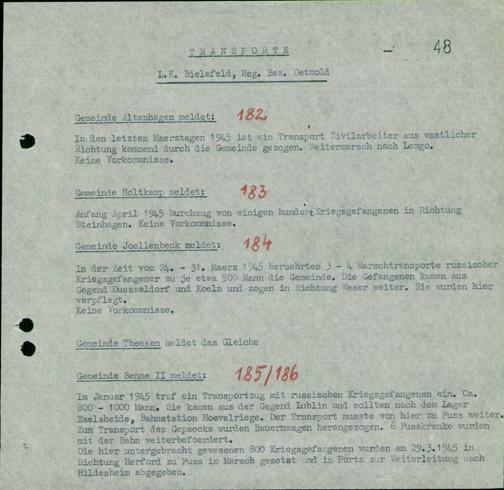 48
TRANSPORTE
L.K. Bielefeld, Reg. Bez. Detmold
Gemeinde Altenhagen meldet: 182
In den letzten Maerztagen 1945 ist ein Transport Zivilarbeiter aus westlicher
Richtung kommend durch die Gemeinde gezogen. Weitermarsch nach Lemgo.
Keine Vorkommnisse.
Gemeinde Holtkamp meldet: 183
Anfang April 1945 Durchzug von einigen hundert Kriegsgefangenen in Richtung
Steinhagen. Keine Vorkommnisse.
Gemeinde Joellenbeck meldet: 184
In der Zeit vom 24. - 31. Maerz 1945 beruehrten 3 - 4 Marschtransporte russischer
Kriegsgefangener zu je etwa 500 Mann die Gemeinde. Die Gefangenen kamen aus
Gegend Duesseldorf und Koeln und zogen in Richtung Weser weiter. Sie wurden hier
verpflegt.
Keine Vorkommnisse.
Gemeinde Theesen meldet das Gleiche
Gemeinde Senne II meldet: 185/186
Im Januar 1945 traf ein Transportzug mit russischen Kriegsgefangenen ein. Ca.
800 - 1000 Mann. Sie kamen aus der Gegend Lublin und sollten nach dem Lager
Eselsheide, Bahnstation Hoevelriege. Der Transport musste von hier zu Fuss weiter.
Zum Transport des Gepaecks wurden Bauernwagen herangezogen. 6 Fusskranke wurden
mit der Bahn weiterbefoerdert.
Die hier untergebracht gewesenen 800 Kriegsgefangenen wurden am 29.3.1945 in
Richtung Herford zu Fuss in Marsch gesetzt und in Porta zur Weiterleitung nach
Hildesheim abgegeben.